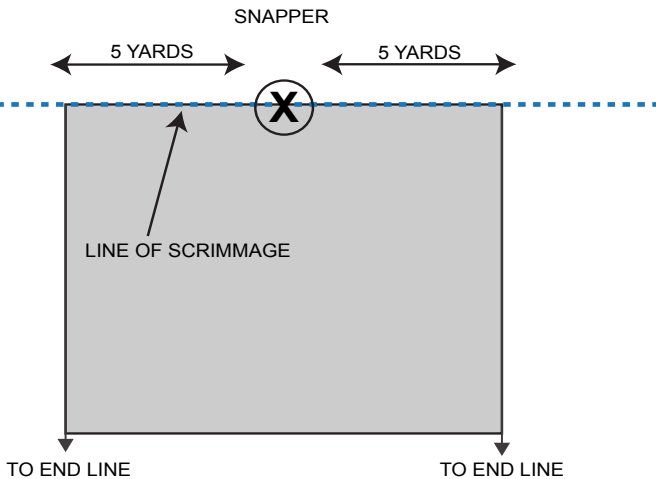 SNAPPER
5 YARDS
5 YARDS
X
LINE OF SCRIMMAGE
TO END LINE
TO END LINE